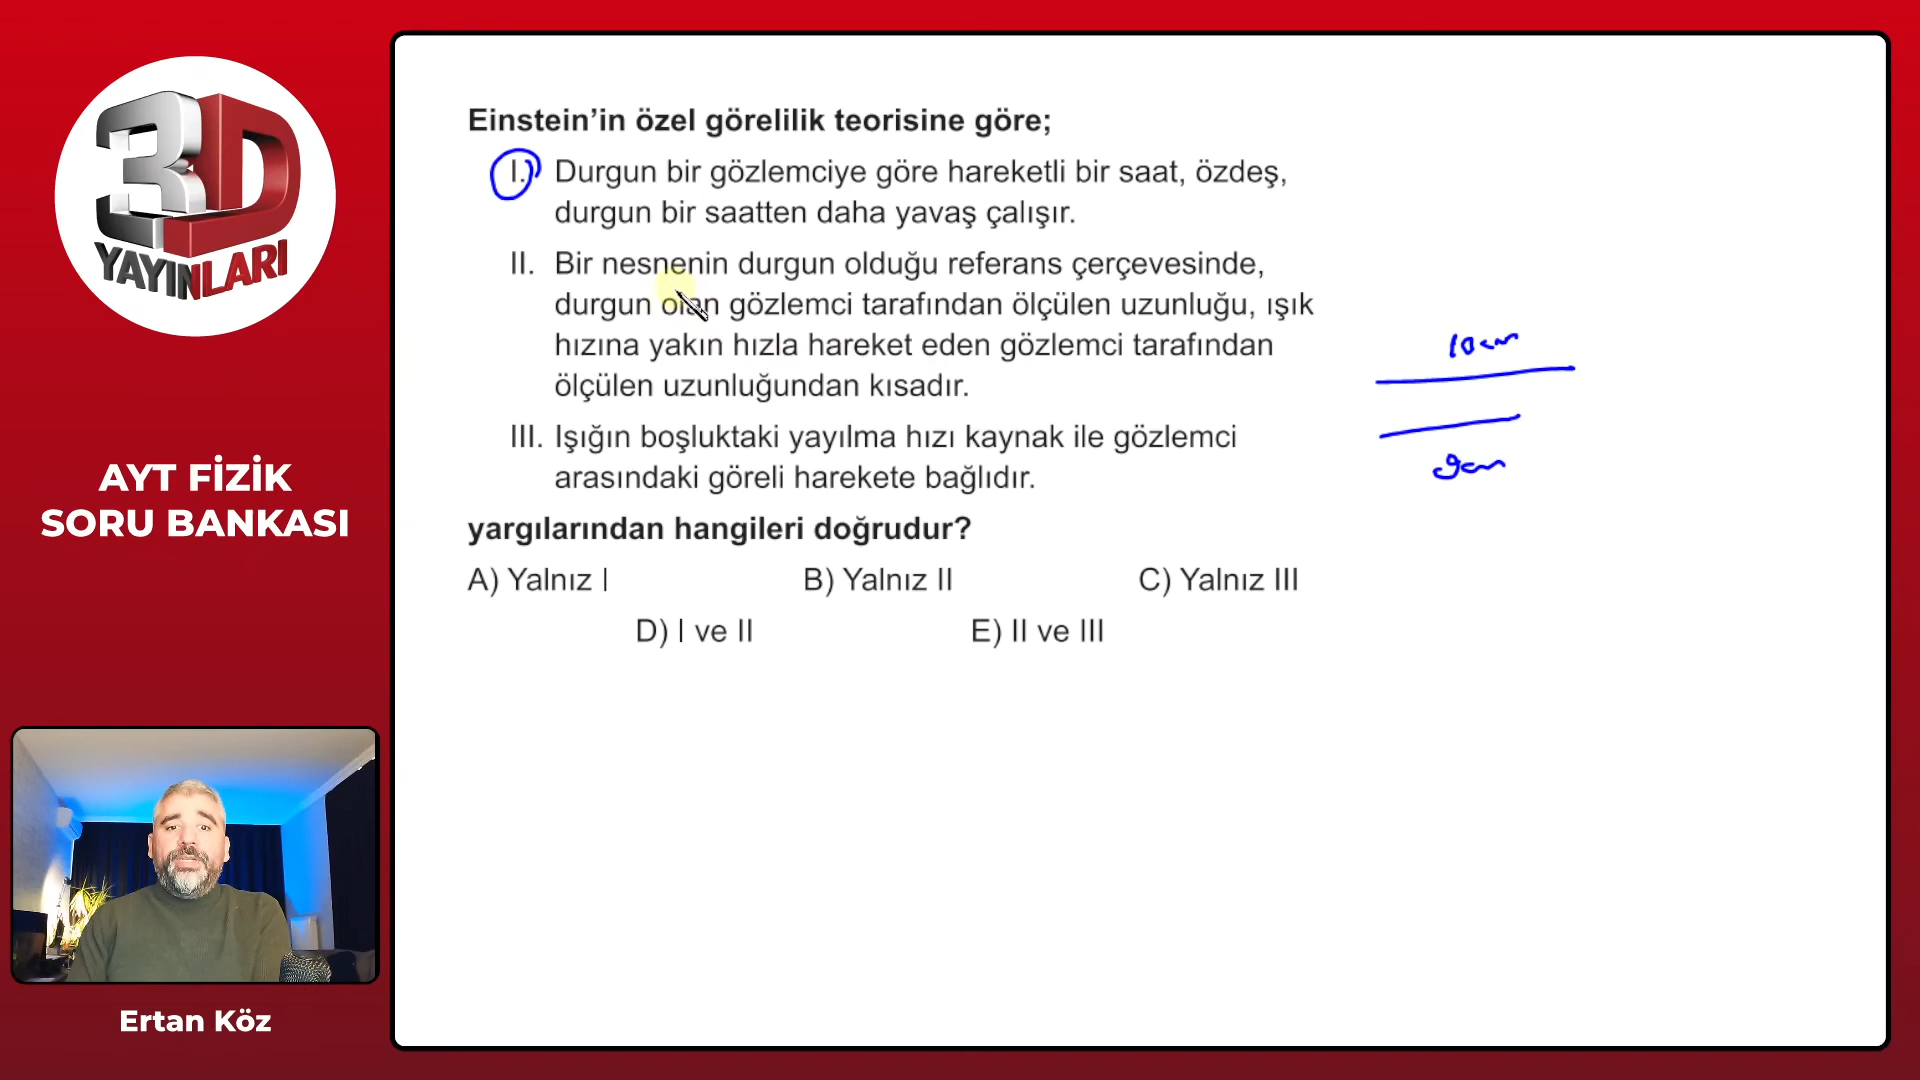 3D
YAYINLARI
AYT FİZİK
SORU BANKASI
Ertan Köz
Einstein’in özel görelilik teorisine göre;
I. Durgun bir gözlemciye göre hareketli bir saat, özdeş,
durgun bir saatten daha yavaş çalışır.
II. Bir nesnenin durgun olduğu referans çerçevesinde,
durgun olan gözlemci tarafından ölçülen uzunluğu, ışık
hızına yakın hızla hareket eden gözlemci tarafından
ölçülen uzunluğundan kısadır.
III. Işığın boşluktaki yayılma hızı kaynak ile gözlemci
arasındaki göreli harekete bağlıdır.
yargılarından hangileri doğrudur?
A) Yalnız I B) Yalnız II C) Yalnız III
D) I ve II E) II ve III
10cm
9cm